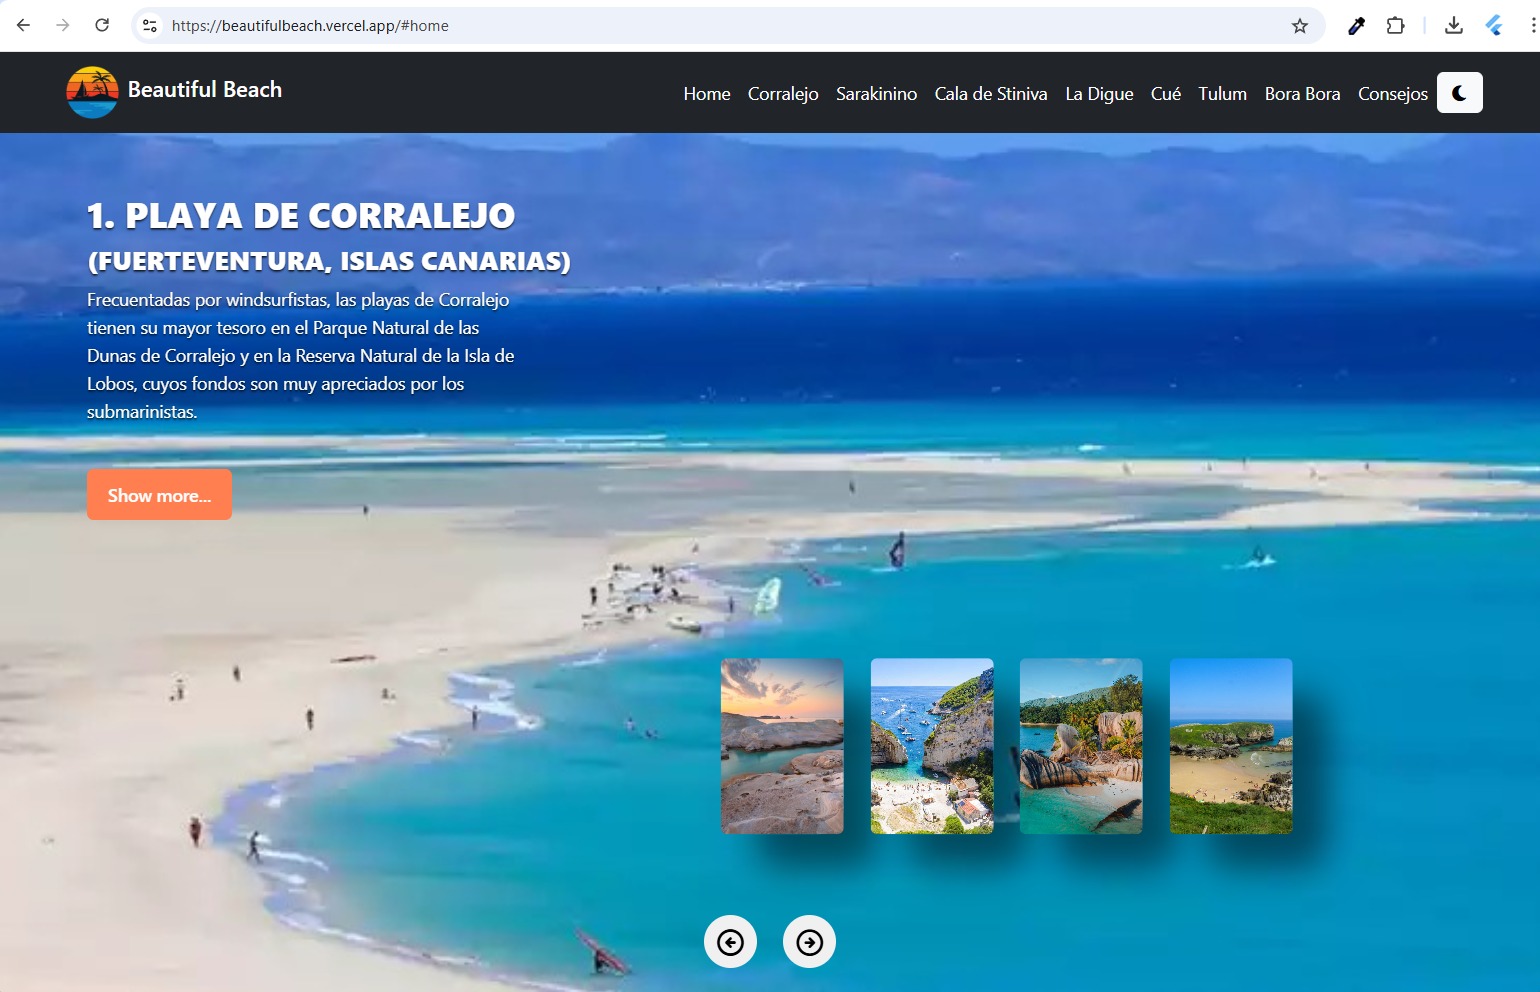 https://beautifulbeach.vercel.app/#home
Beautiful Beach
Home Corralejo Sarakinino Cala de Stiniva La Digue Cué Tulum Bora Bora Consejos
1. PLAYA DE CORRALEJO
(FUERTEVENTURA, ISLAS CANARIAS)
Frecuentadas por windsurfistas, las playas de Corralejo
tienen su mayor tesoro en el Parque Natural de las
Dunas de Corralejo y en la Reserva Natural de la Isla de
Lobos, cuyos fondos son muy apreciados por los
submarinistas.
Show more...